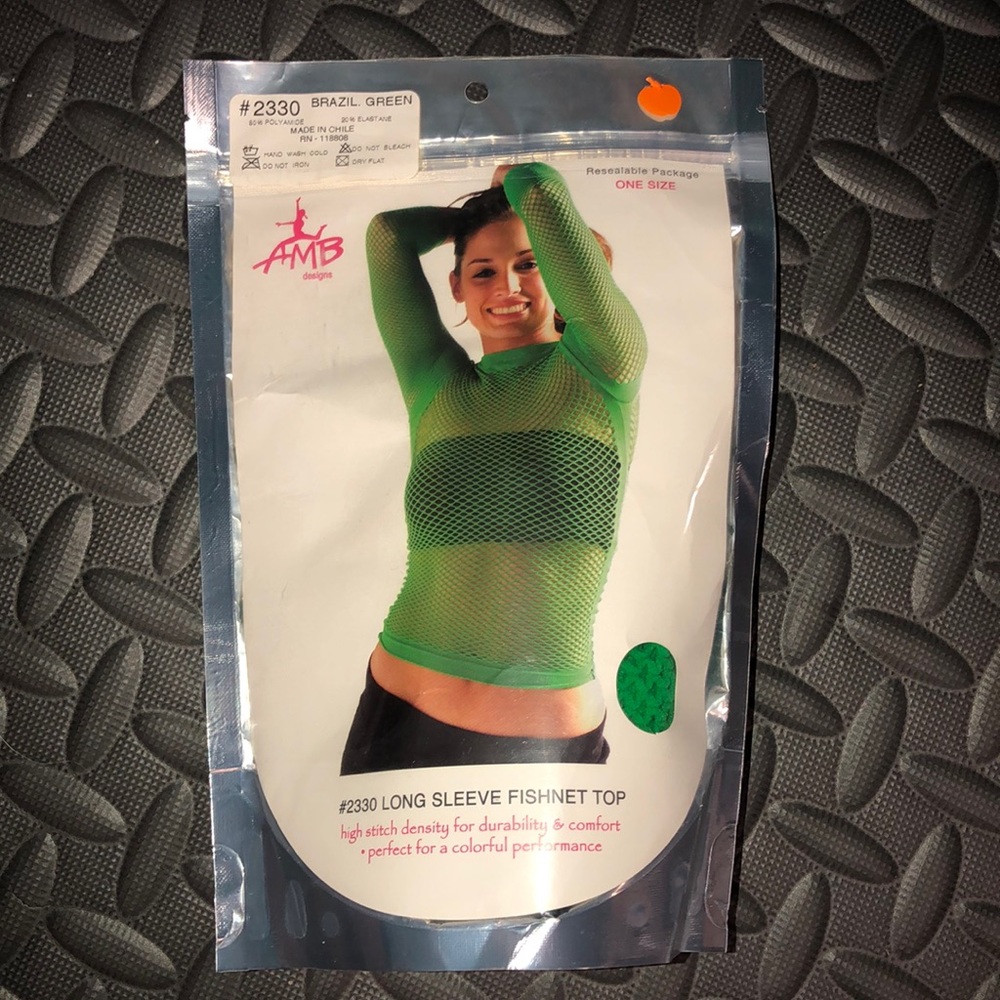 #2330 BRAZIL. GREEN
80% POLYAMIDE 20% ELASTANE
MADE IN CHILE
RN - 118808
HAND WASH COLD DO NOT BLEACH
DO NOT IRON DRY FLAT
Resealable Package
ONE SIZE
AMB
designs
#2330 LONG SLEEVE FISHNET TOP
high stitch density for durability & comfort
• perfect for a colorful performance